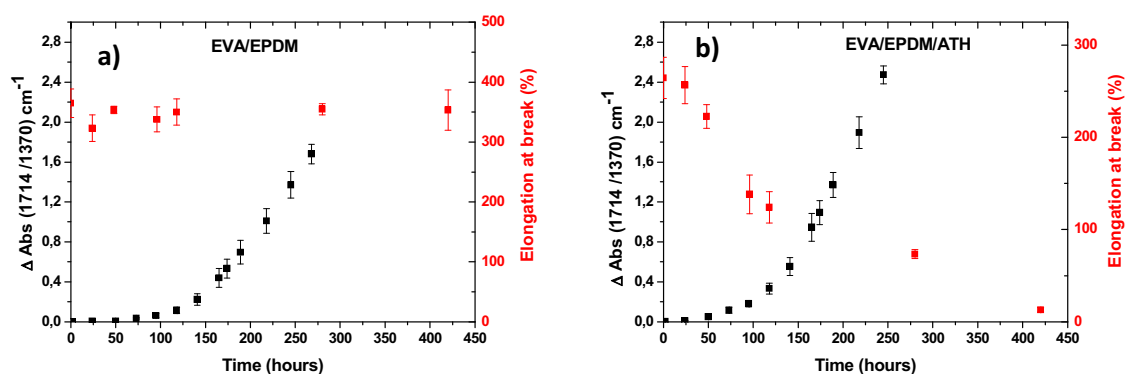 a)
EVA/EPDM
2,8
2,4
2,0
1,6
1,2
0,8
0,4
0,0
Δ Abs (1714 /1370) cm⁻¹
500
400
300
200
100
0
Elongation at break (%)
0 50 100 150 200 250 300 350 400 450
Time (hours)
b)
EVA/EPDM/ATH
2,8
2,4
2,0
1,6
1,2
0,8
0,4
0,0
Δ Abs (1714 /1370) cm⁻¹
300
200
100
0
Elongation at break (%)
0 50 100 150 200 250 300 350 400 450
Time (hours)